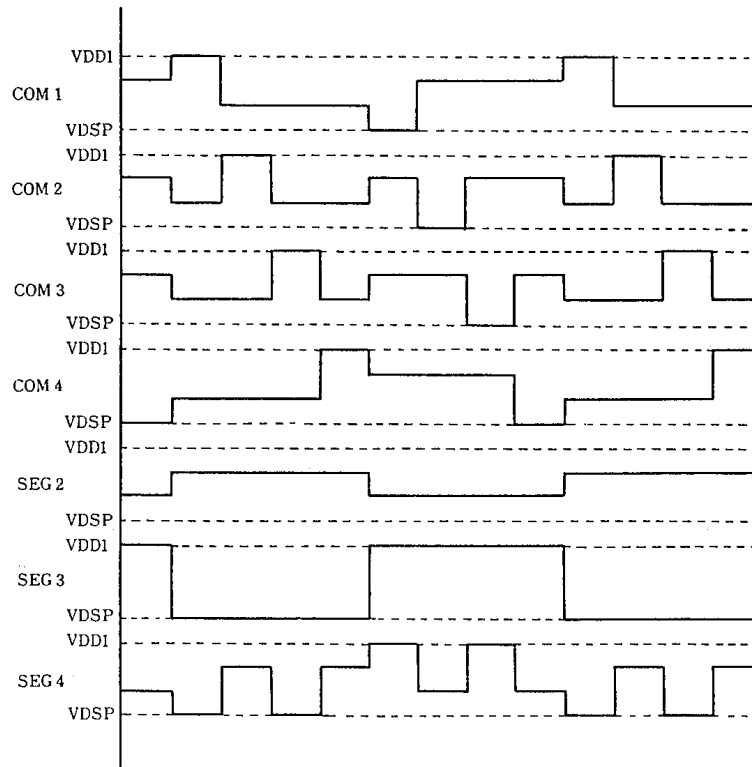 VDD1
COM 1
VDSP
VDD1
COM 2
VDSP
VDD1
COM 3
VDSP
VDD1
COM 4
VDSP
VDD1
SEG 2
VDSP
VDD1
SEG 3
VDSP
VDD1
SEG 4
VDSP